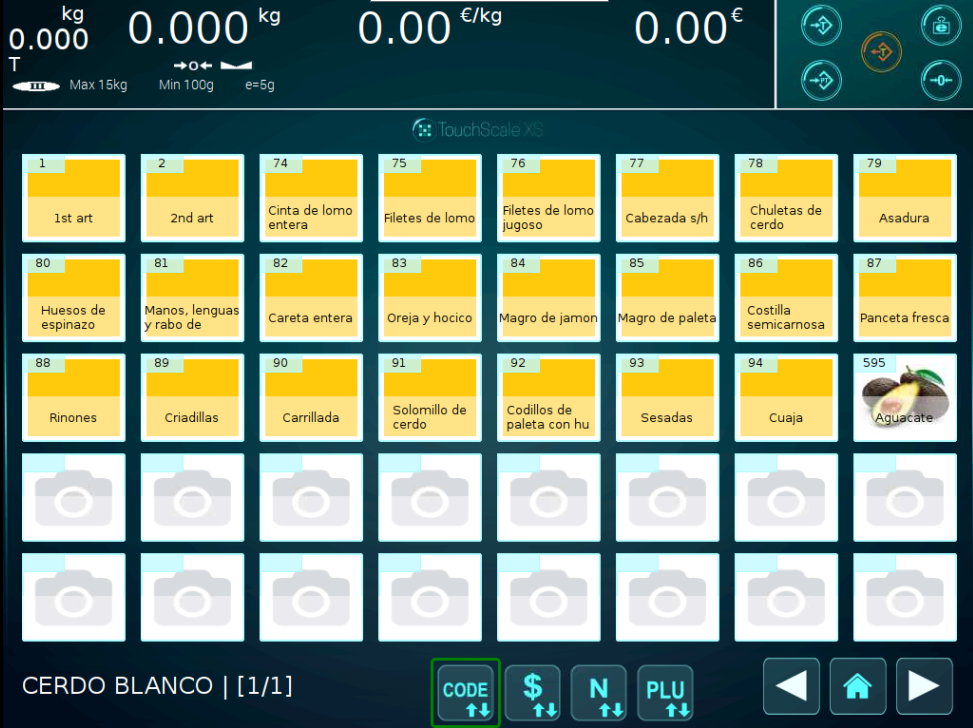 kg
0.000
T
0.000 kg
0.00 €/kg
0.00 €
→0←
Max 15kg
Min 100g
e=5g
T
PT
0
TouchScale XS
1
1st art
2
2nd art
74
Cinta de lomo
entera
75
Filetes de lomo
76
Filetes de lomo
jugoso
77
Cabezada s/h
78
Chuletas de
cerdo
79
Asadura
80
Huesos de
espinazo
81
Manos, lenguas
y rabo de
82
Careta entera
83
Oreja y hocico
84
Magro de jamon
85
Magro de paleta
86
Costilla
semicarnosa
87
Panceta fresca
88
Rinones
89
Criadillas
90
Carrillada
91
Solomillo de
cerdo
92
Codillos de
paleta con hu
93
Sesadas
94
Cuaja
595
Aguacate
CERDO BLANCO | [1/1]
CODE
$
N
PLU